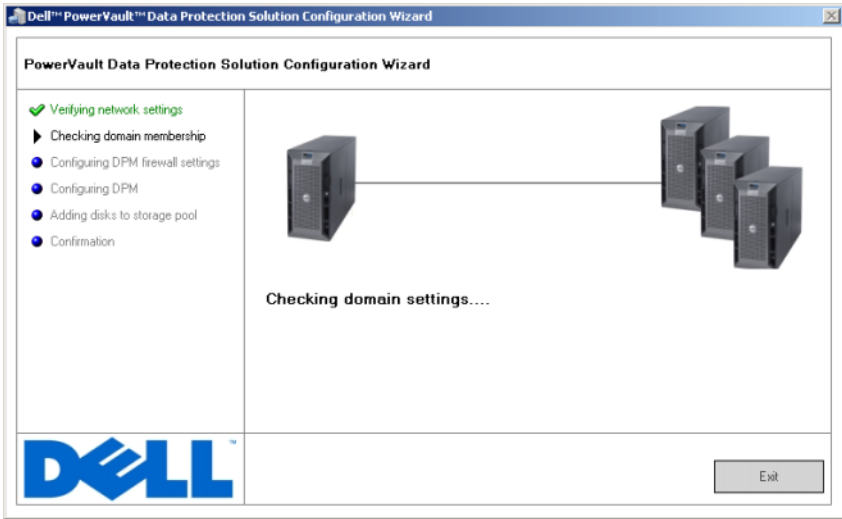 Dell™ PowerVault™ Data Protection Solution Configuration Wizard
PowerVault Data Protection Solution Configuration Wizard
Verifying network settings
Checking domain membership
Configuring DPM firewall settings
Configuring DPM
Adding disks to storage pool
Confirmation
Checking domain settings....
DELL™
Exit